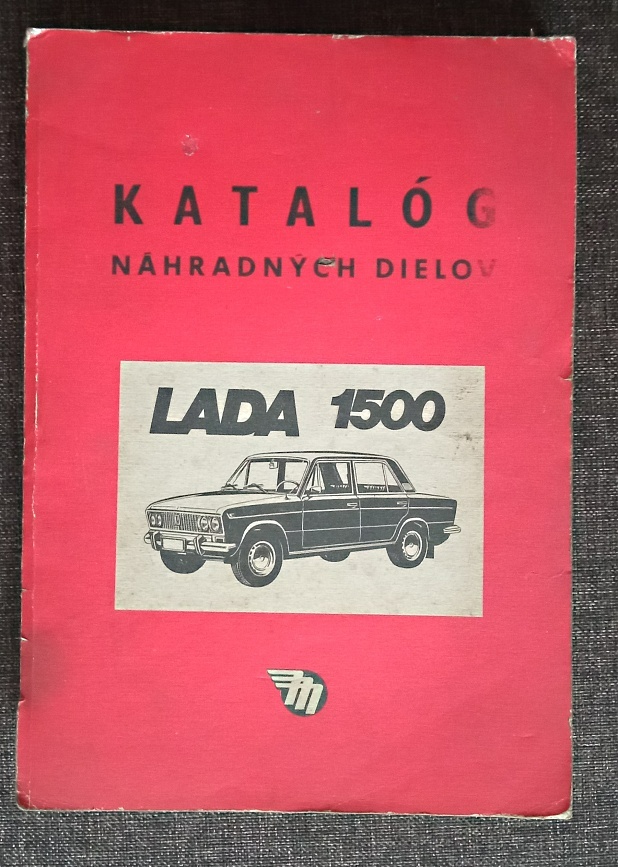 KATALÓG
NÁHRADNÝCH DIELOV
LADA 1500
M